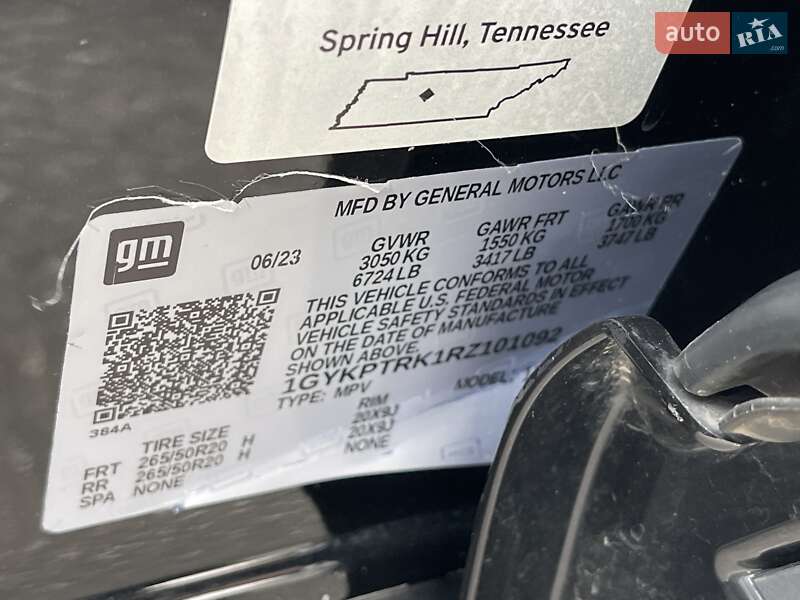 Spring Hill, Tennessee
auto RIA .com
MFD BY GENERAL MOTORS LLC
gm
06/23
GVWR
3050 KG
6724 LB
GAWR FRT
1550 KG
3417 LB
GAWR RR
1700 KG
3747 LB
THIS VEHICLE CONFORMS TO ALL
APPLICABLE U.S. FEDERAL MOTOR
VEHICLE SAFETY STANDARDS IN EFFECT
ON THE DATE OF MANUFACTURE
SHOWN ABOVE.
1GYKPTRK1RZ101092
TYPE: MPV MODEL:
384A
TIRE SIZE RIM
FRT 265/50R20 H 20X9J
RR 265/50R20 H 20X9J
SPA NONE NONE